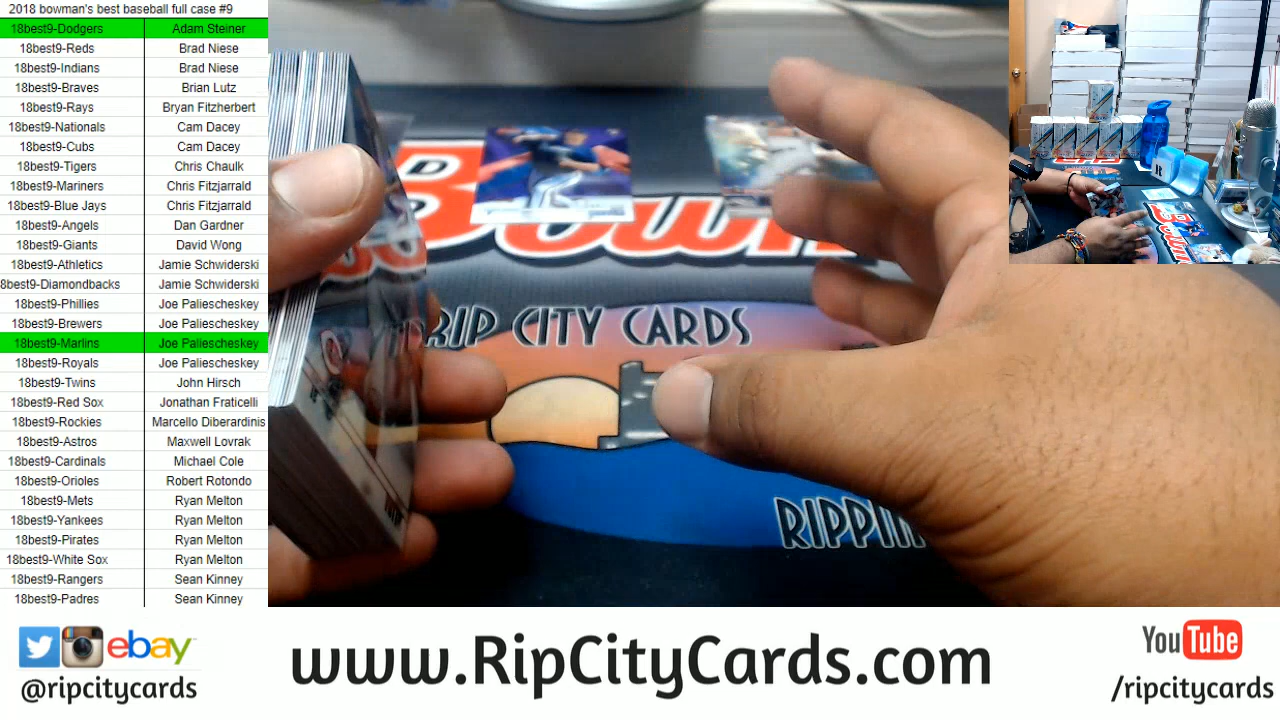 2018 bowman's best baseball full case #9
18best9-Dodgers Adam Steiner
18best9-Reds Brad Niese
18best9-Indians Brad Niese
18best9-Braves Brian Lutz
18best9-Rays Bryan Fitzherbert
18best9-Nationals Cam Dacey
18best9-Cubs Cam Dacey
18best9-Tigers Chris Chaulk
18best9-Mariners Chris Fitzjarrald
18best9-Blue Jays Chris Fitzjarrald
18best9-Angels Dan Gardner
18best9-Giants David Wong
18best9-Athletics Jamie Schwiderski
8best9-Diamondbacks Jamie Schwiderski
18best9-Phillies Joe Paliescheskey
18best9-Brewers Joe Paliescheskey
18best9-Marlins Joe Paliescheskey
18best9-Royals Joe Paliescheskey
18best9-Twins John Hirsch
18best9-Red Sox Jonathan Fraticelli
18best9-Rockies Marcello Diberardinis
18best9-Astros Maxwell Lovrak
18best9-Cardinals Michael Cole
18best9-Orioles Robert Rotondo
18best9-Mets Ryan Melton
18best9-Yankees Ryan Melton
18best9-Pirates Ryan Melton
18best9-White Sox Ryan Melton
18best9-Rangers Sean Kinney
18best9-Padres Sean Kinney
RIP CITY CARDS
ebay
@ripcitycards
www.RipCityCards.com
YouTube
/ripcitycards